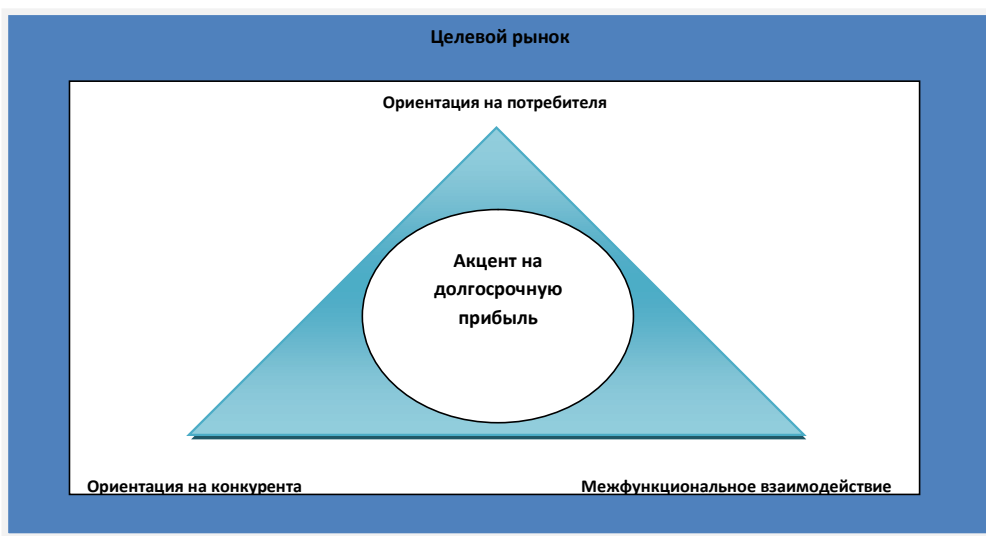 Целевой рынок
Ориентация на потребителя
Акцент на
долгосрочную
прибыль
Ориентация на конкурента
Межфункциональное взаимодействие